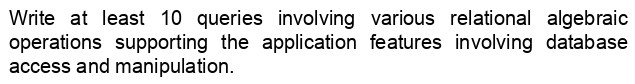 Write at least 10 queries involving various relational algebraic
operations supporting the application features involving database
access and manipulation.